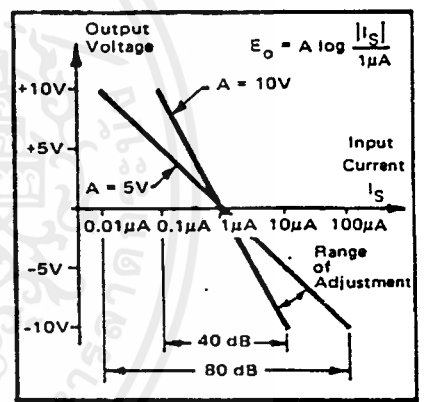 Output
Voltage
E_o = A log |I_S| / 1μA
+10V
A = 10V
+5V
A = 5V
Input
Current
I_S
0.01μA 0.1μA 1μA 10μA 100μA
-5V
Range
of
Adjustment
-10V
40 dB
80 dB